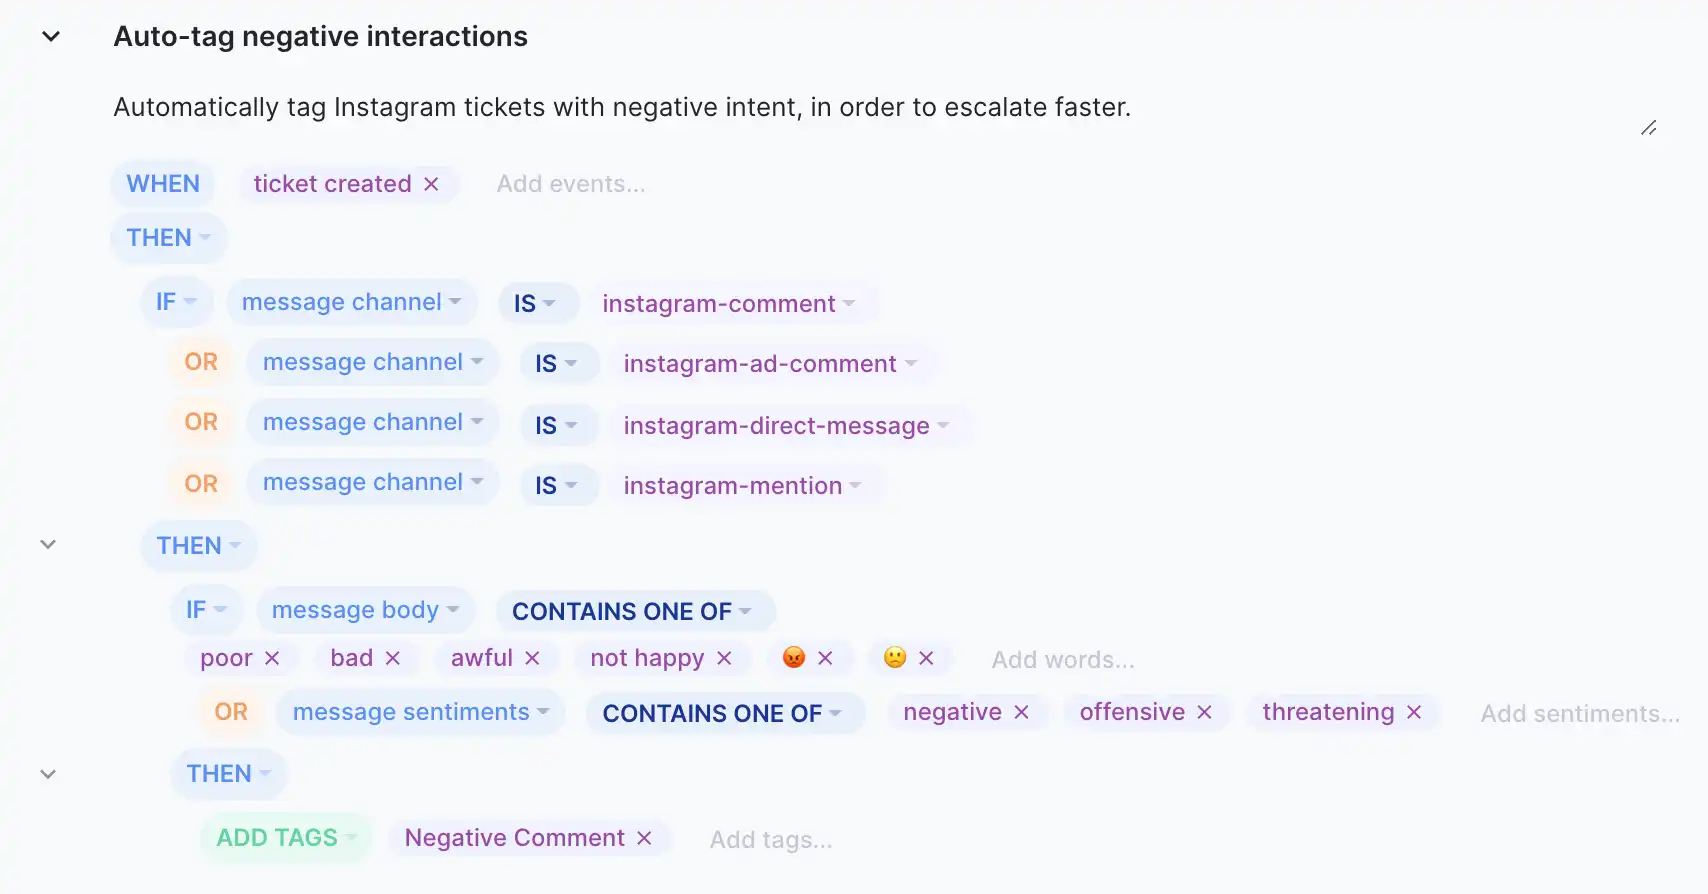 Auto-tag negative interactions
Automatically tag Instagram tickets with negative intent, in order to escalate faster.
WHEN ticket created × Add events...
THEN
IF message channel IS instagram-comment
OR message channel IS instagram-ad-comment
OR message channel IS instagram-direct-message
OR message channel IS instagram-mention
THEN
IF message body CONTAINS ONE OF
poor × bad × awful × not happy × 😡 × 🙁 × Add words...
OR message sentiments CONTAINS ONE OF negative × offensive × threatening × Add sentiments...
THEN
ADD TAGS Negative Comment × Add tags...